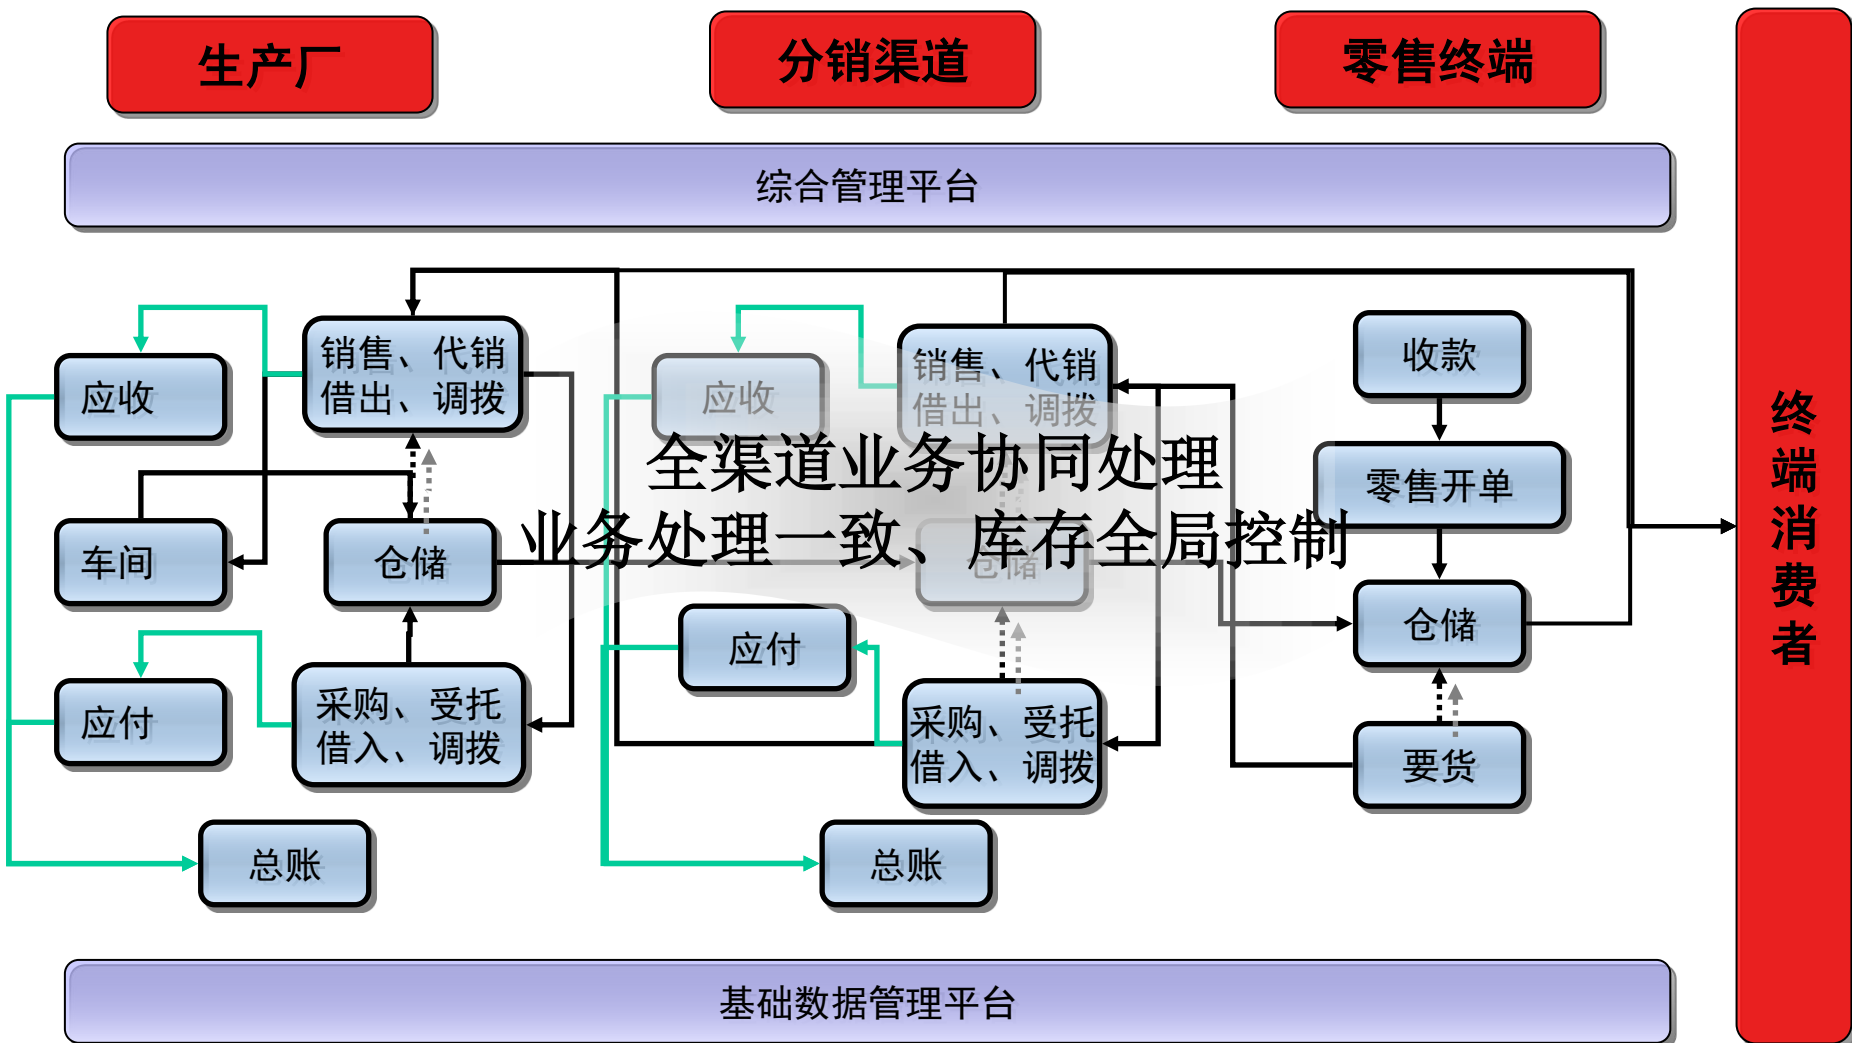 生产厂
分销渠道
零售终端
综合管理平台
销售、代销
借出、调拨
应收
车间
仓储
应付
采购、受托
借入、调拨
总账
应收
销售、代销
借出、调拨
全渠道业务协同处理
业务处理一致、库存全局控制
仓储
应付
采购、受托
借入、调拨
总账
收款
零售开单
仓储
要货
终
端
消
费
者
基础数据管理平台